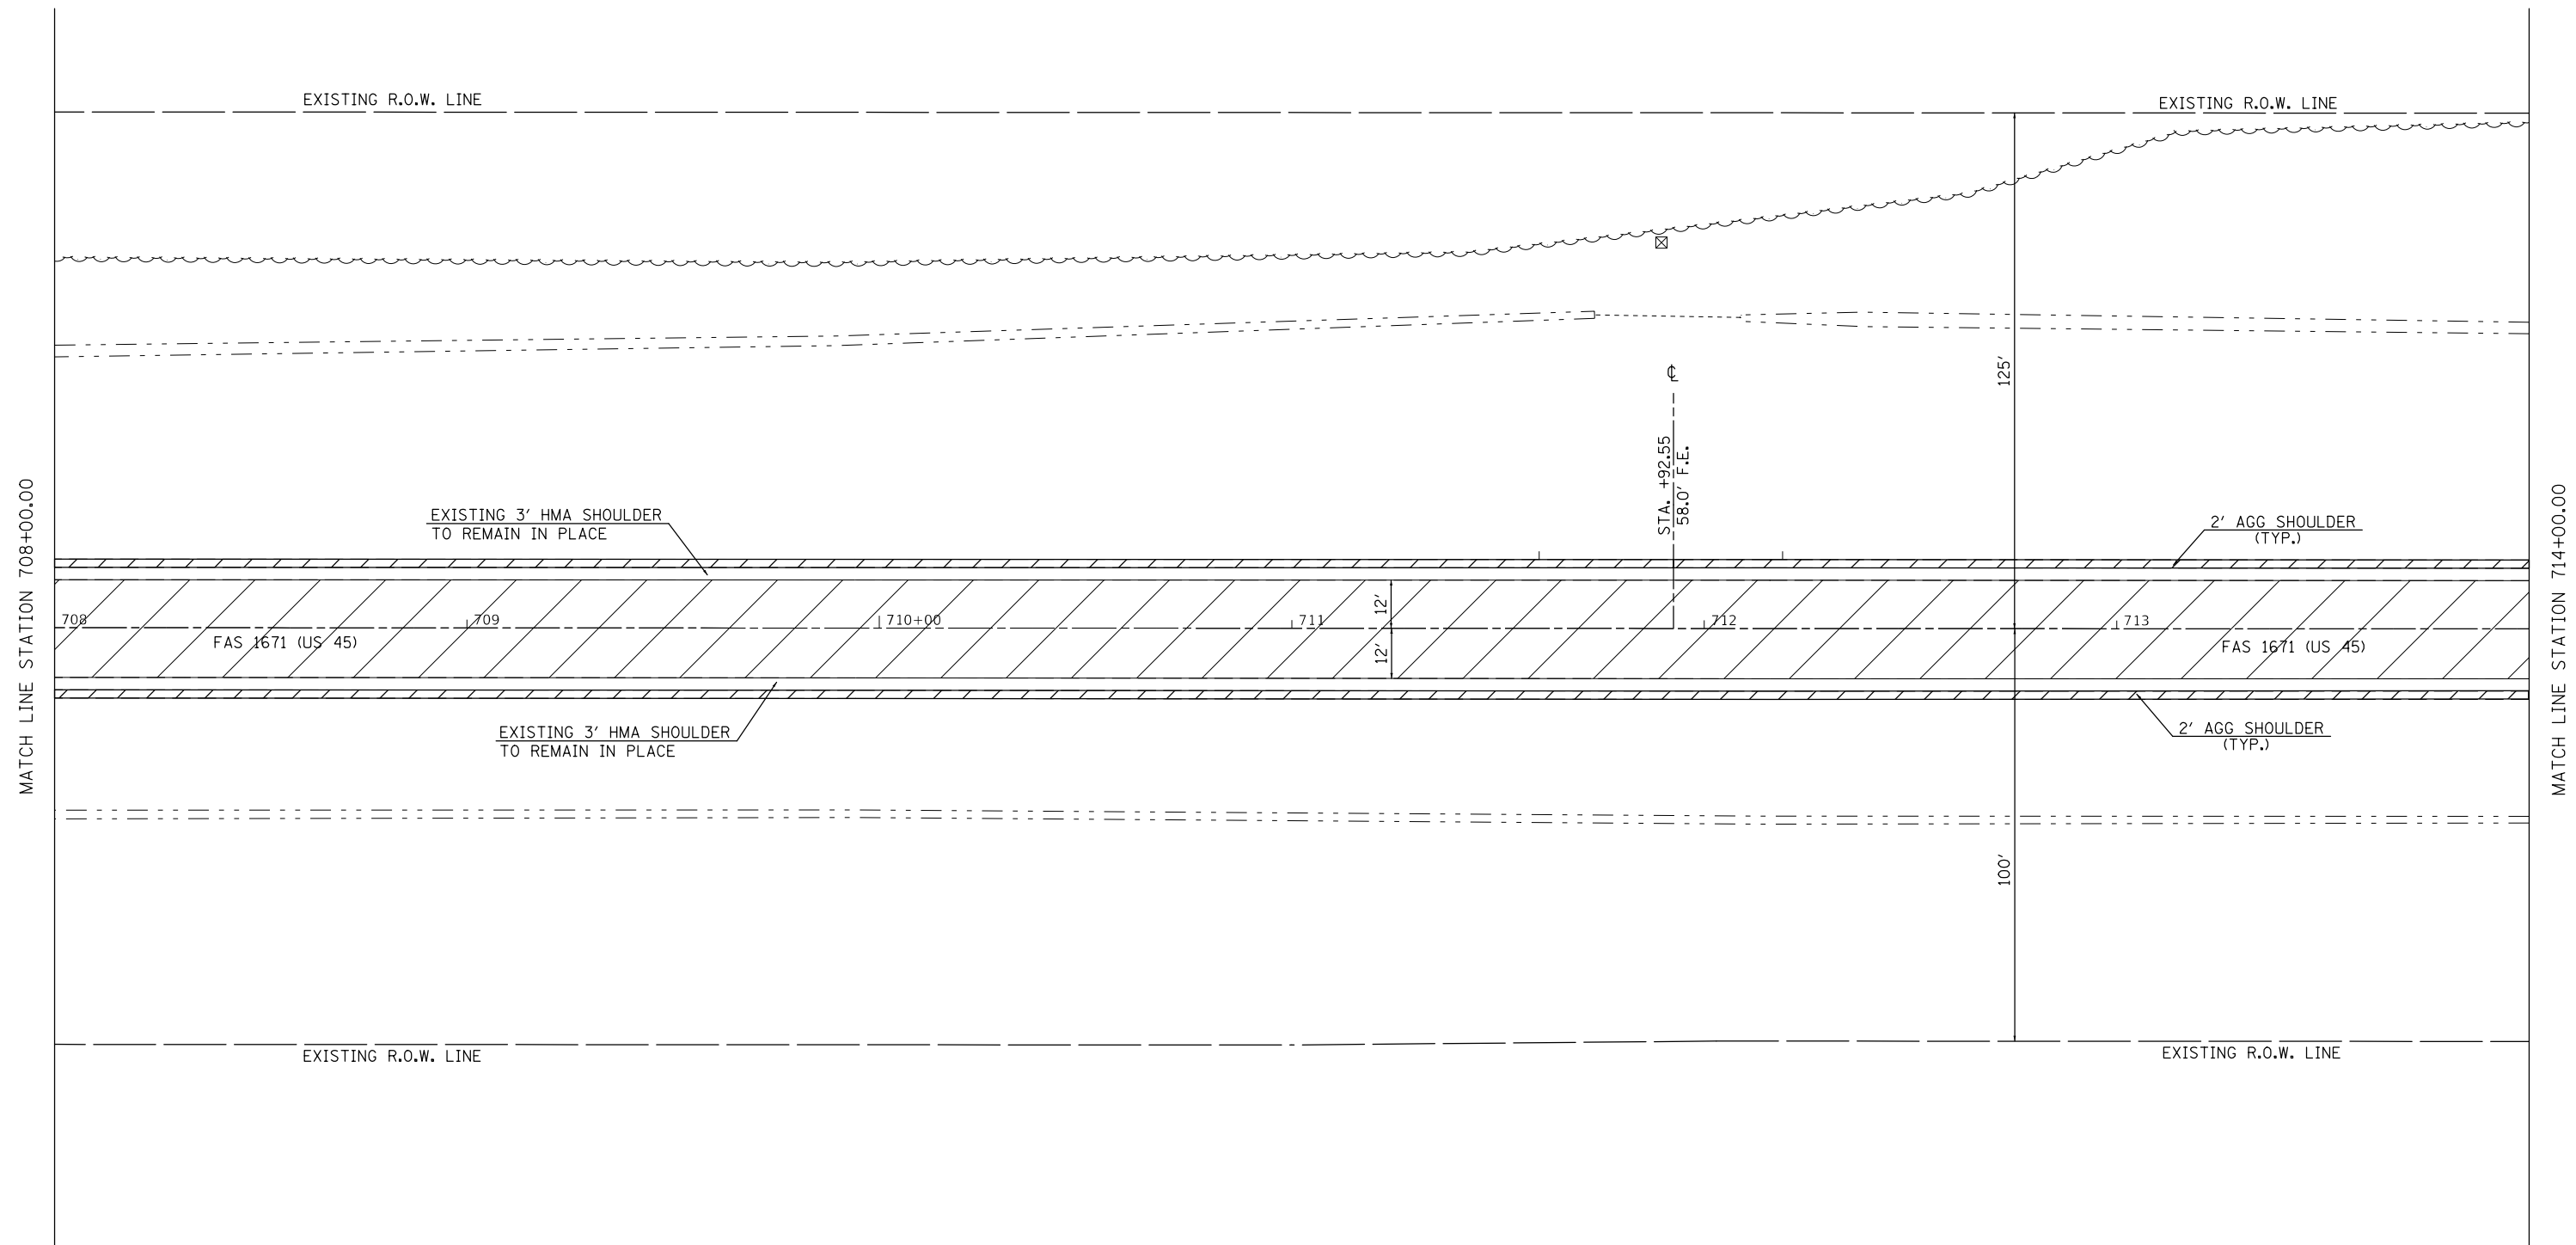 EXISTING R.O.W. LINE
EXISTING R.O.W. LINE
125'
℄
STA. +92.55
58.0' F.E.
MATCH LINE STATION 708+00.00
MATCH LINE STATION 714+00.00
EXISTING 3' HMA SHOULDER
TO REMAIN IN PLACE
2' AGG SHOULDER
(TYP.)
12'
708
709
710+00
711
712
713
FAS 1671 (US 45)
12'
FAS 1671 (US 45)
EXISTING 3' HMA SHOULDER
TO REMAIN IN PLACE
2' AGG SHOULDER
(TYP.)
100'
EXISTING R.O.W. LINE
EXISTING R.O.W. LINE